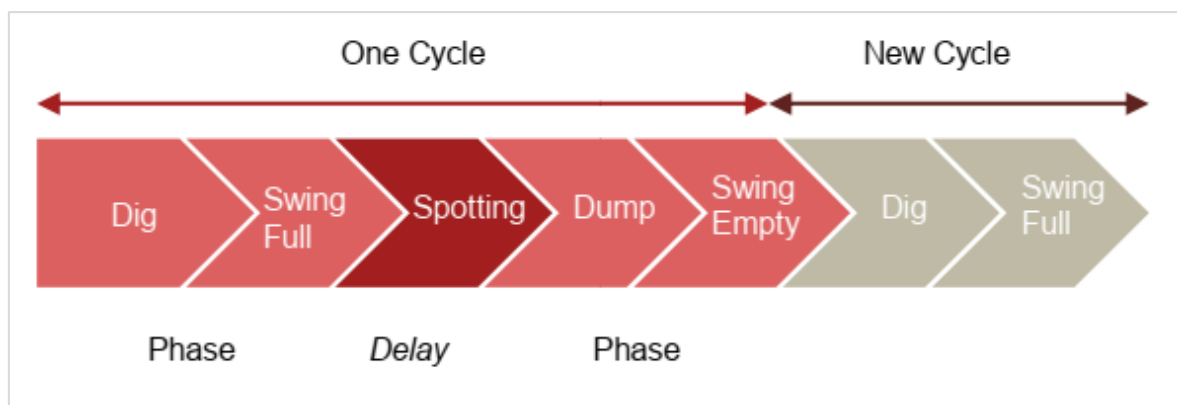 One Cycle
New Cycle
Dig
Swing
Full
Spotting
Dump
Swing
Empty
Dig
Swing
Full
Phase
Delay
Phase